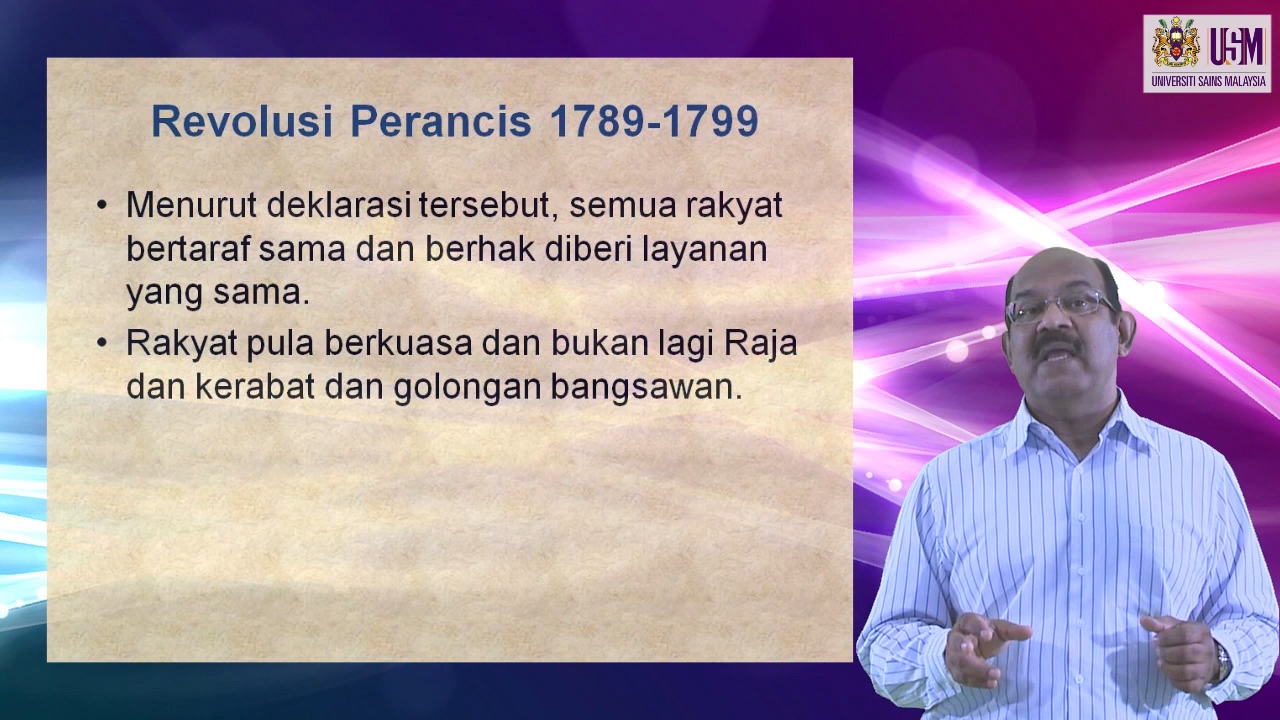 USM
UNIVERSITI SAINS MALAYSIA
Revolusi Perancis 1789-1799
• Menurut deklarasi tersebut, semua rakyat
bertaraf sama dan berhak diberi layanan
yang sama.
• Rakyat pula berkuasa dan bukan lagi Raja
dan kerabat dan golongan bangsawan.